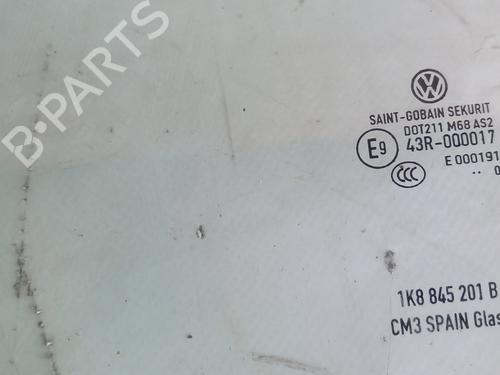 B-PARTS
SAINT-GOBAIN SEKURIT
DOT211 M68 AS2
E9 43R-000017
E 000191
CCC
1K8 845 201 B
CM3 SPAIN Glas